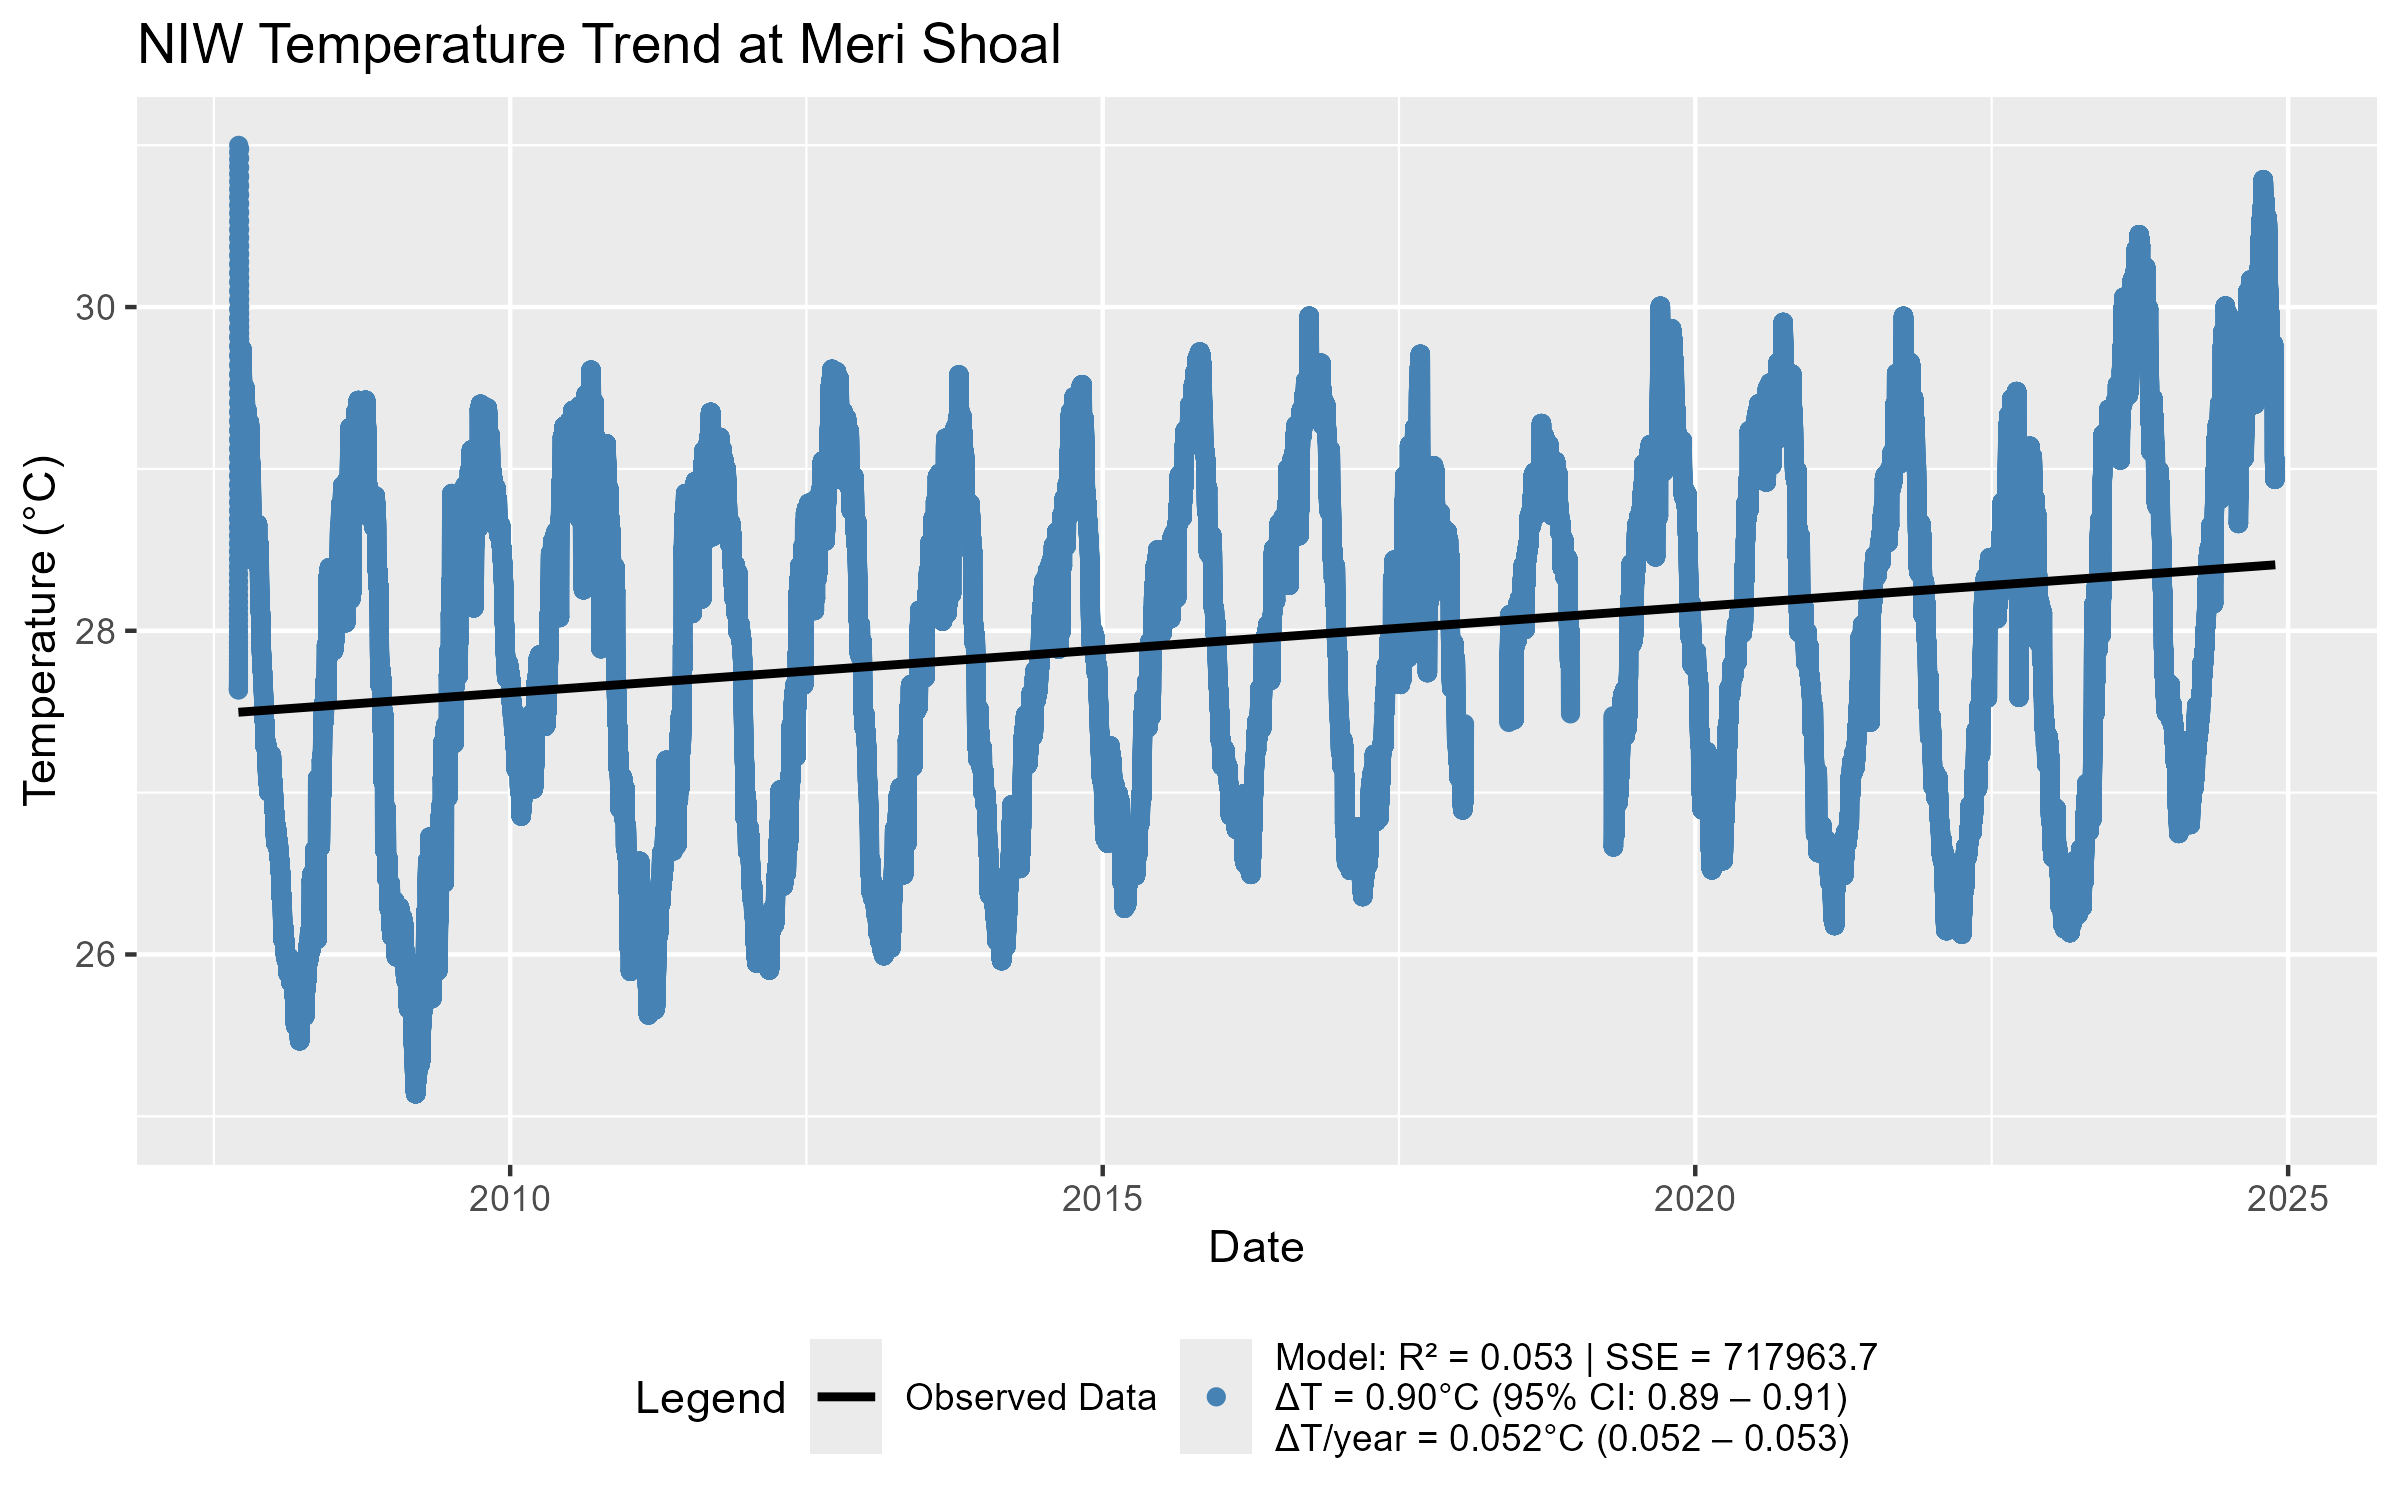 NIW Temperature Trend at Meri Shoal
Temperature (°C)
30
28
26
2010
2015
2020
2025
Date
Legend
Observed Data
Model: R² = 0.053 | SSE = 717963.7
ΔT = 0.90°C (95% CI: 0.89 – 0.91)
ΔT/year = 0.052°C (0.052 – 0.053)